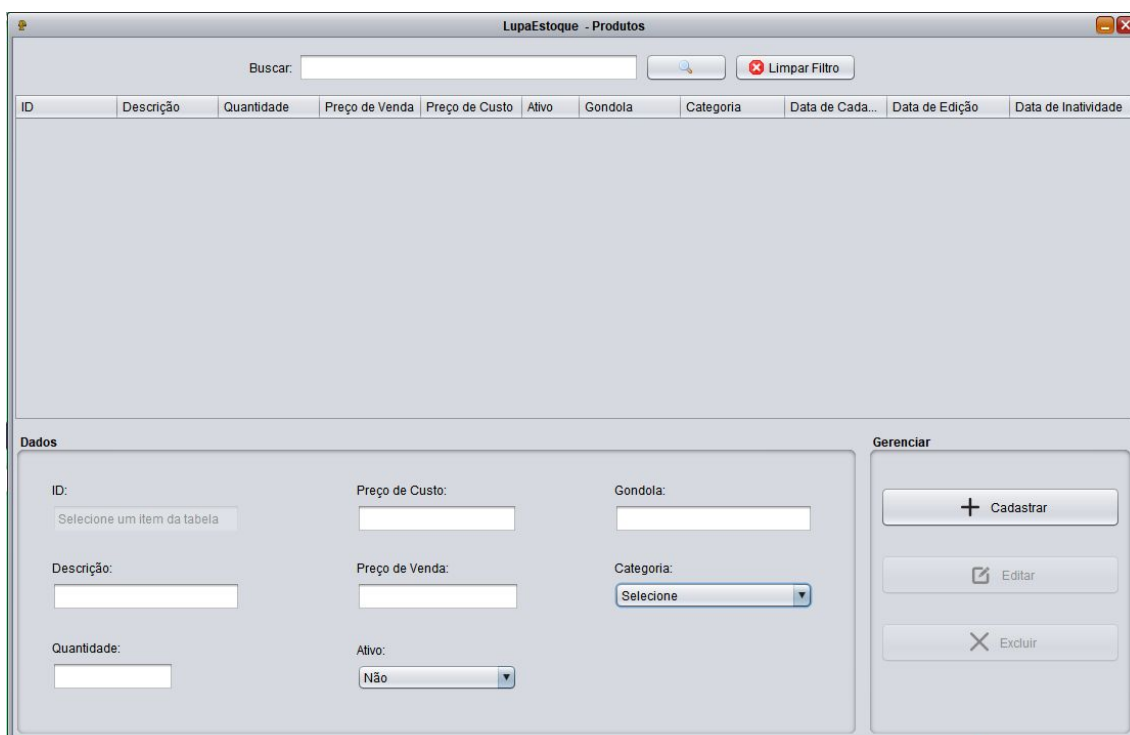 LupaEstoque - Produtos
Buscar: Limpar Filtro
ID Descrição Quantidade Preço de Venda Preço de Custo Ativo Gondola Categoria Data de Cada... Data de Edição Data de Inatividade
Dados
ID: Preço de Custo: Gondola:
Selecione um item da tabela
Descrição: Preço de Venda: Categoria:
Selecione
Quantidade: Ativo:
Não
Gerenciar
Cadastrar
Editar
Excluir